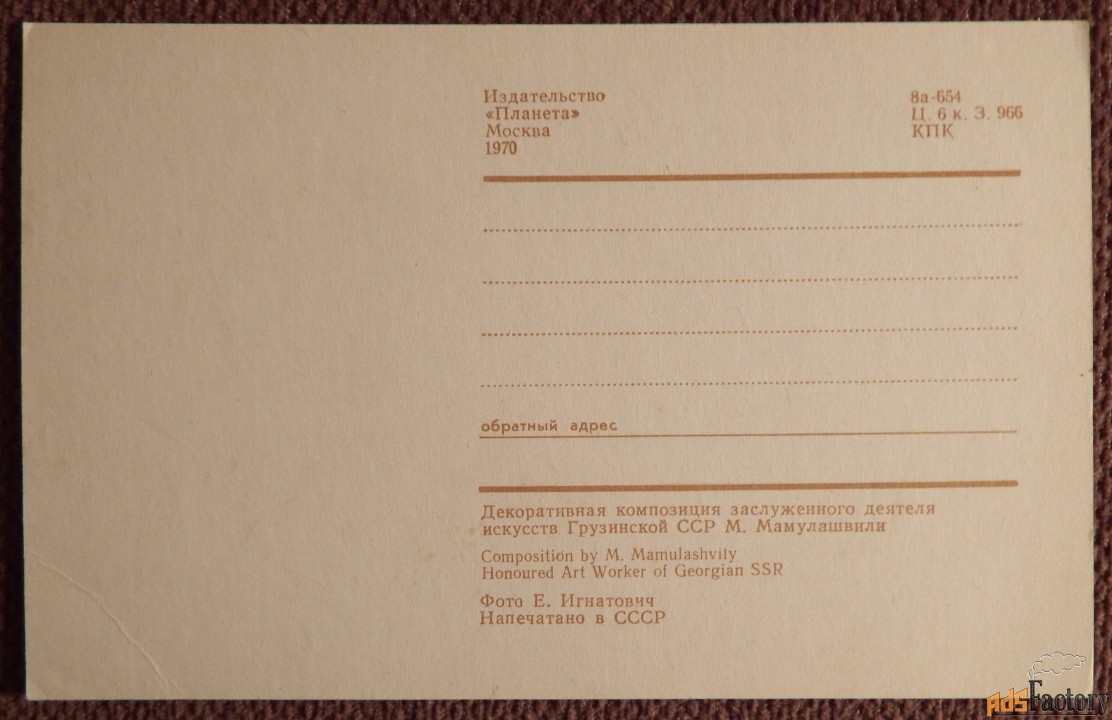 Издательство
«Планета»
Москва
1970
8а-554
Ц. 6 к. З. 966
КПК
обратный адрес
Декоративная композиция заслуженного деятеля
искусств Грузинской ССР М. Мамулашвили
Composition by M. Mamulashvily
Honoured Art Worker of Georgian SSR
Фото Е. Игнатович
Напечатано в СССР
adsFactory